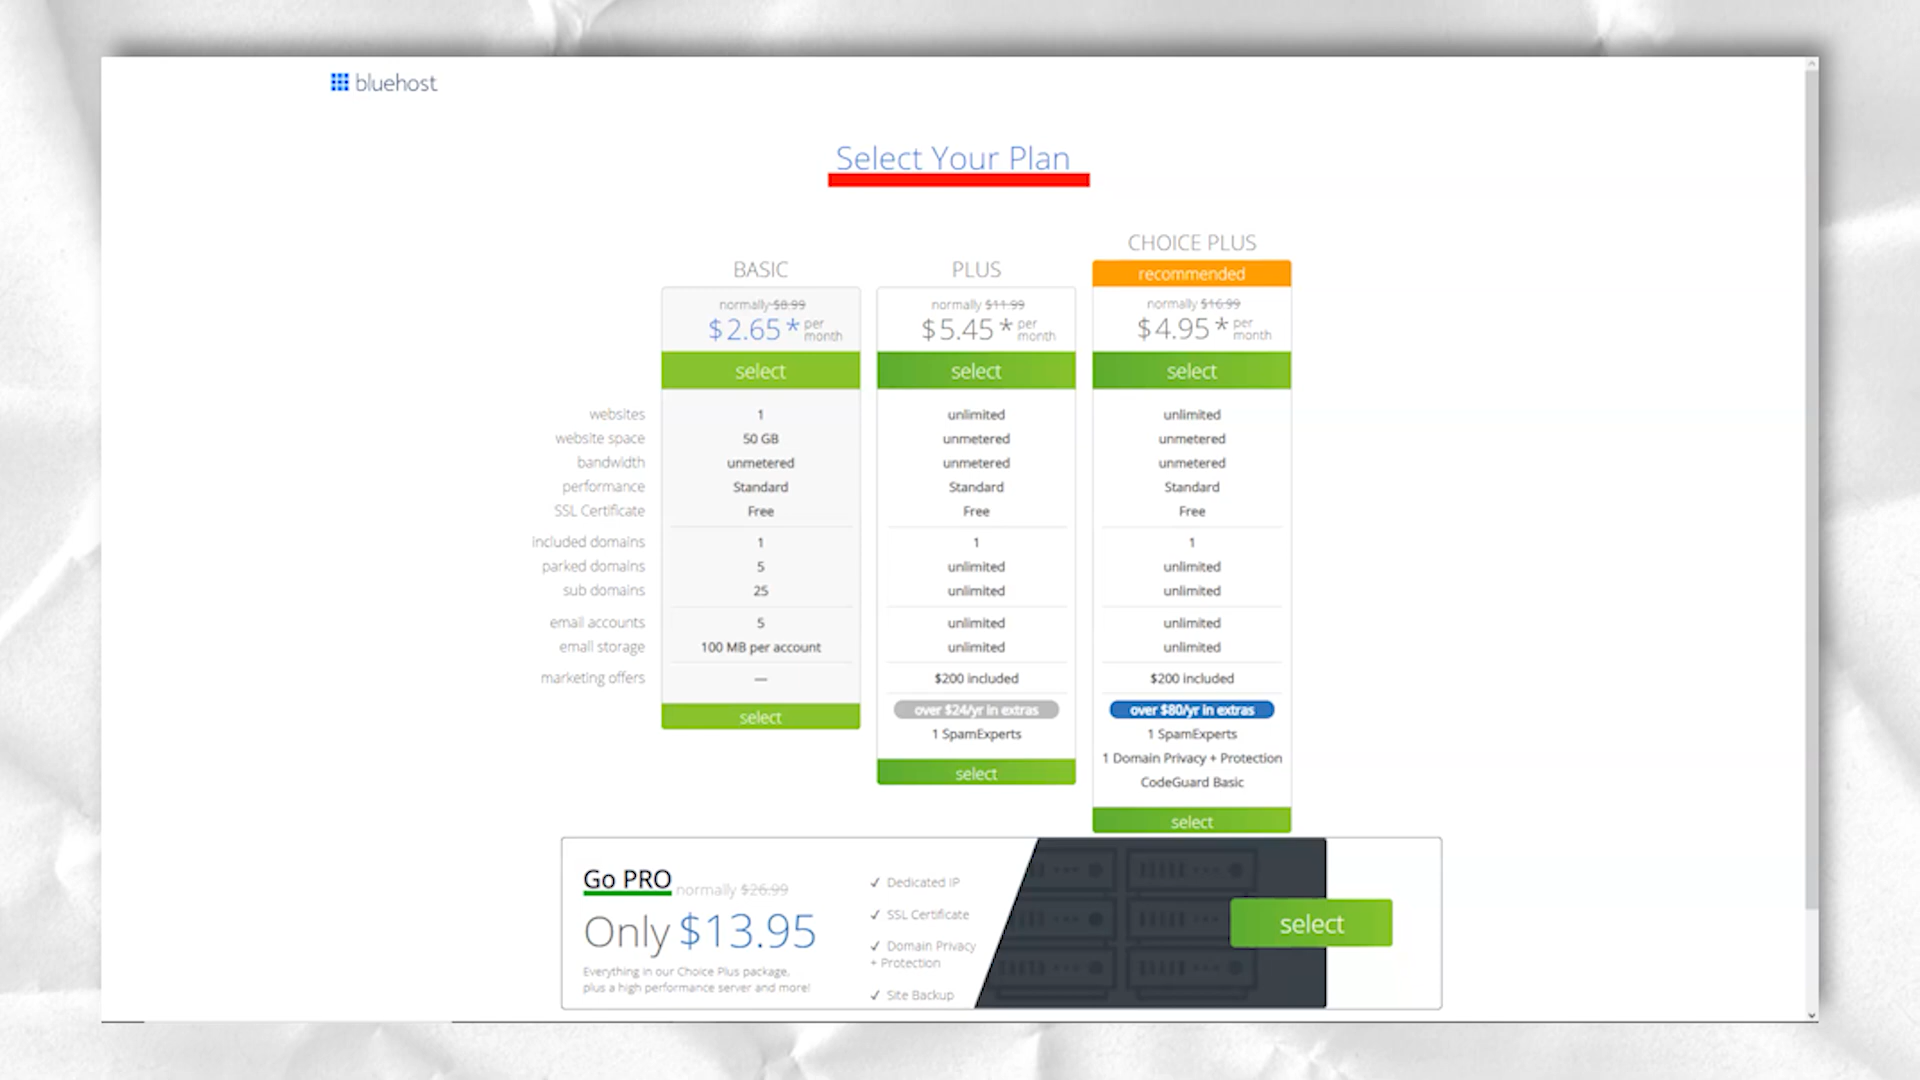 bluehost
Select Your Plan
BASIC
normally $8.99
$2.65* per month
select
PLUS
normally $11.99
$5.45* per month
select
CHOICE PLUS
recommended
normally $16.99
$4.95* per month
select
websites 1 unlimited unlimited
website space 50 GB unmetered unmetered
bandwidth unmetered unmetered unmetered
performance Standard Standard Standard
SSL Certificate Free Free Free
included domains 1 1 1
parked domains 5 unlimited unlimited
sub domains 25 unlimited unlimited
email accounts 5 unlimited unlimited
email storage 100 MB per account unlimited unlimited
marketing offers — $200 included $200 included
select
over $24/yr in extras
1 SpamExperts
select
over $80/yr in extras
1 SpamExperts
1 Domain Privacy + Protection
CodeGuard Basic
select
Go PRO normally $26.99
Only $13.95
Everything in our Choice Plus package,
plus a high performance server and more!
✓ Dedicated IP
✓ SSL Certificate
✓ Domain Privacy
+ Protection
✓ Site Backup
select